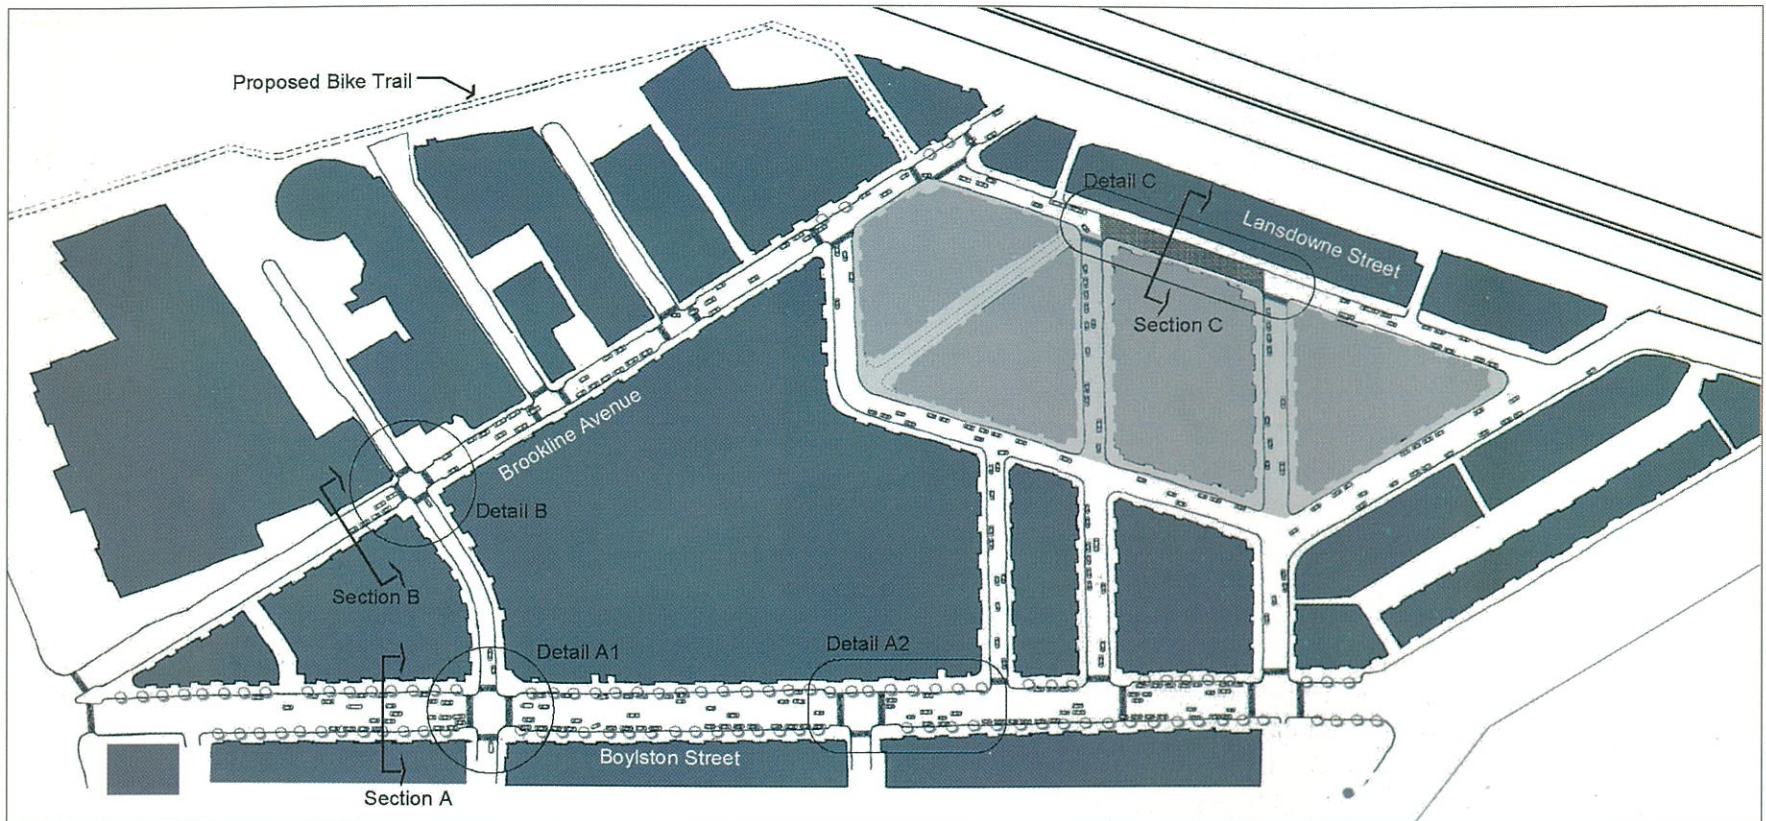 Proposed Bike Trail
Detail C
Lansdowne Street
Section C
Brookline Avenue
Detail B
Section B
Detail A1
Detail A2
Boylston Street
Section A